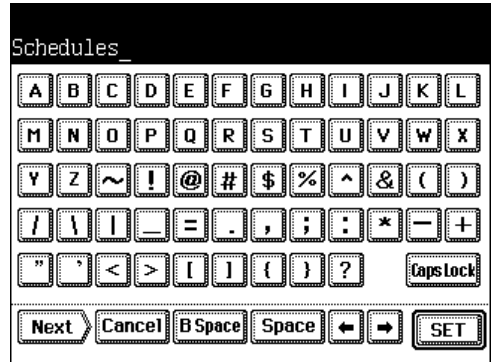 Schedules_
A B C D E F G H I J K L
M N O P Q R S T U V W X
Y Z ~ ! @ # $ % ^ & ( )
/ \ | _ = . , ; : * - +
" ' < > [ ] { } ? Caps Lock
Next Cancel B Space Space ← → SET